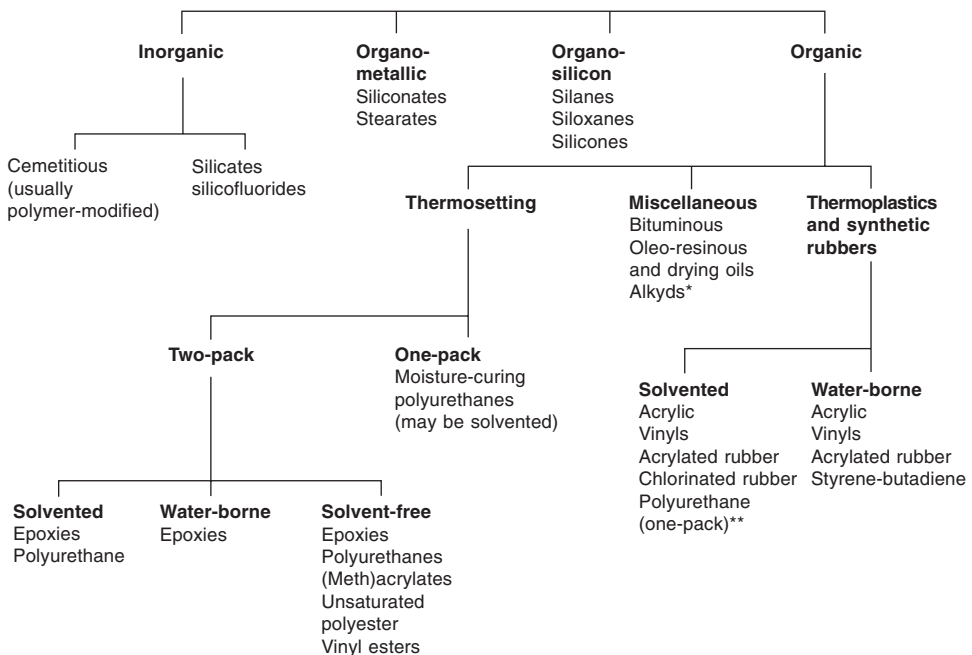 Inorganic
Organo-
metallic
Siliconates
Stearates
Organo-
silicon
Silanes
Siloxanes
Silicones
Organic
Cemetitious
(usually
polymer-modified)
Silicates
silicofluorides
Thermosetting
Miscellaneous
Bituminous
Oleo-resinous
and drying oils
Alkyds*
Thermoplastics
and synthetic
rubbers
Two-pack
One-pack
Moisture-curing
polyurethanes
(may be solvented)
Solvented
Acrylic
Vinyls
Acrylated rubber
Chlorinated rubber
Polyurethane
(one-pack)**
Water-borne
Acrylic
Vinyls
Acrylated rubber
Styrene-butadiene
Solvented
Epoxies
Polyurethane
Water-borne
Epoxies
Solvent-free
Epoxies
Polyurethanes
(Meth)acrylates
Unsaturated
polyester
Vinyl esters